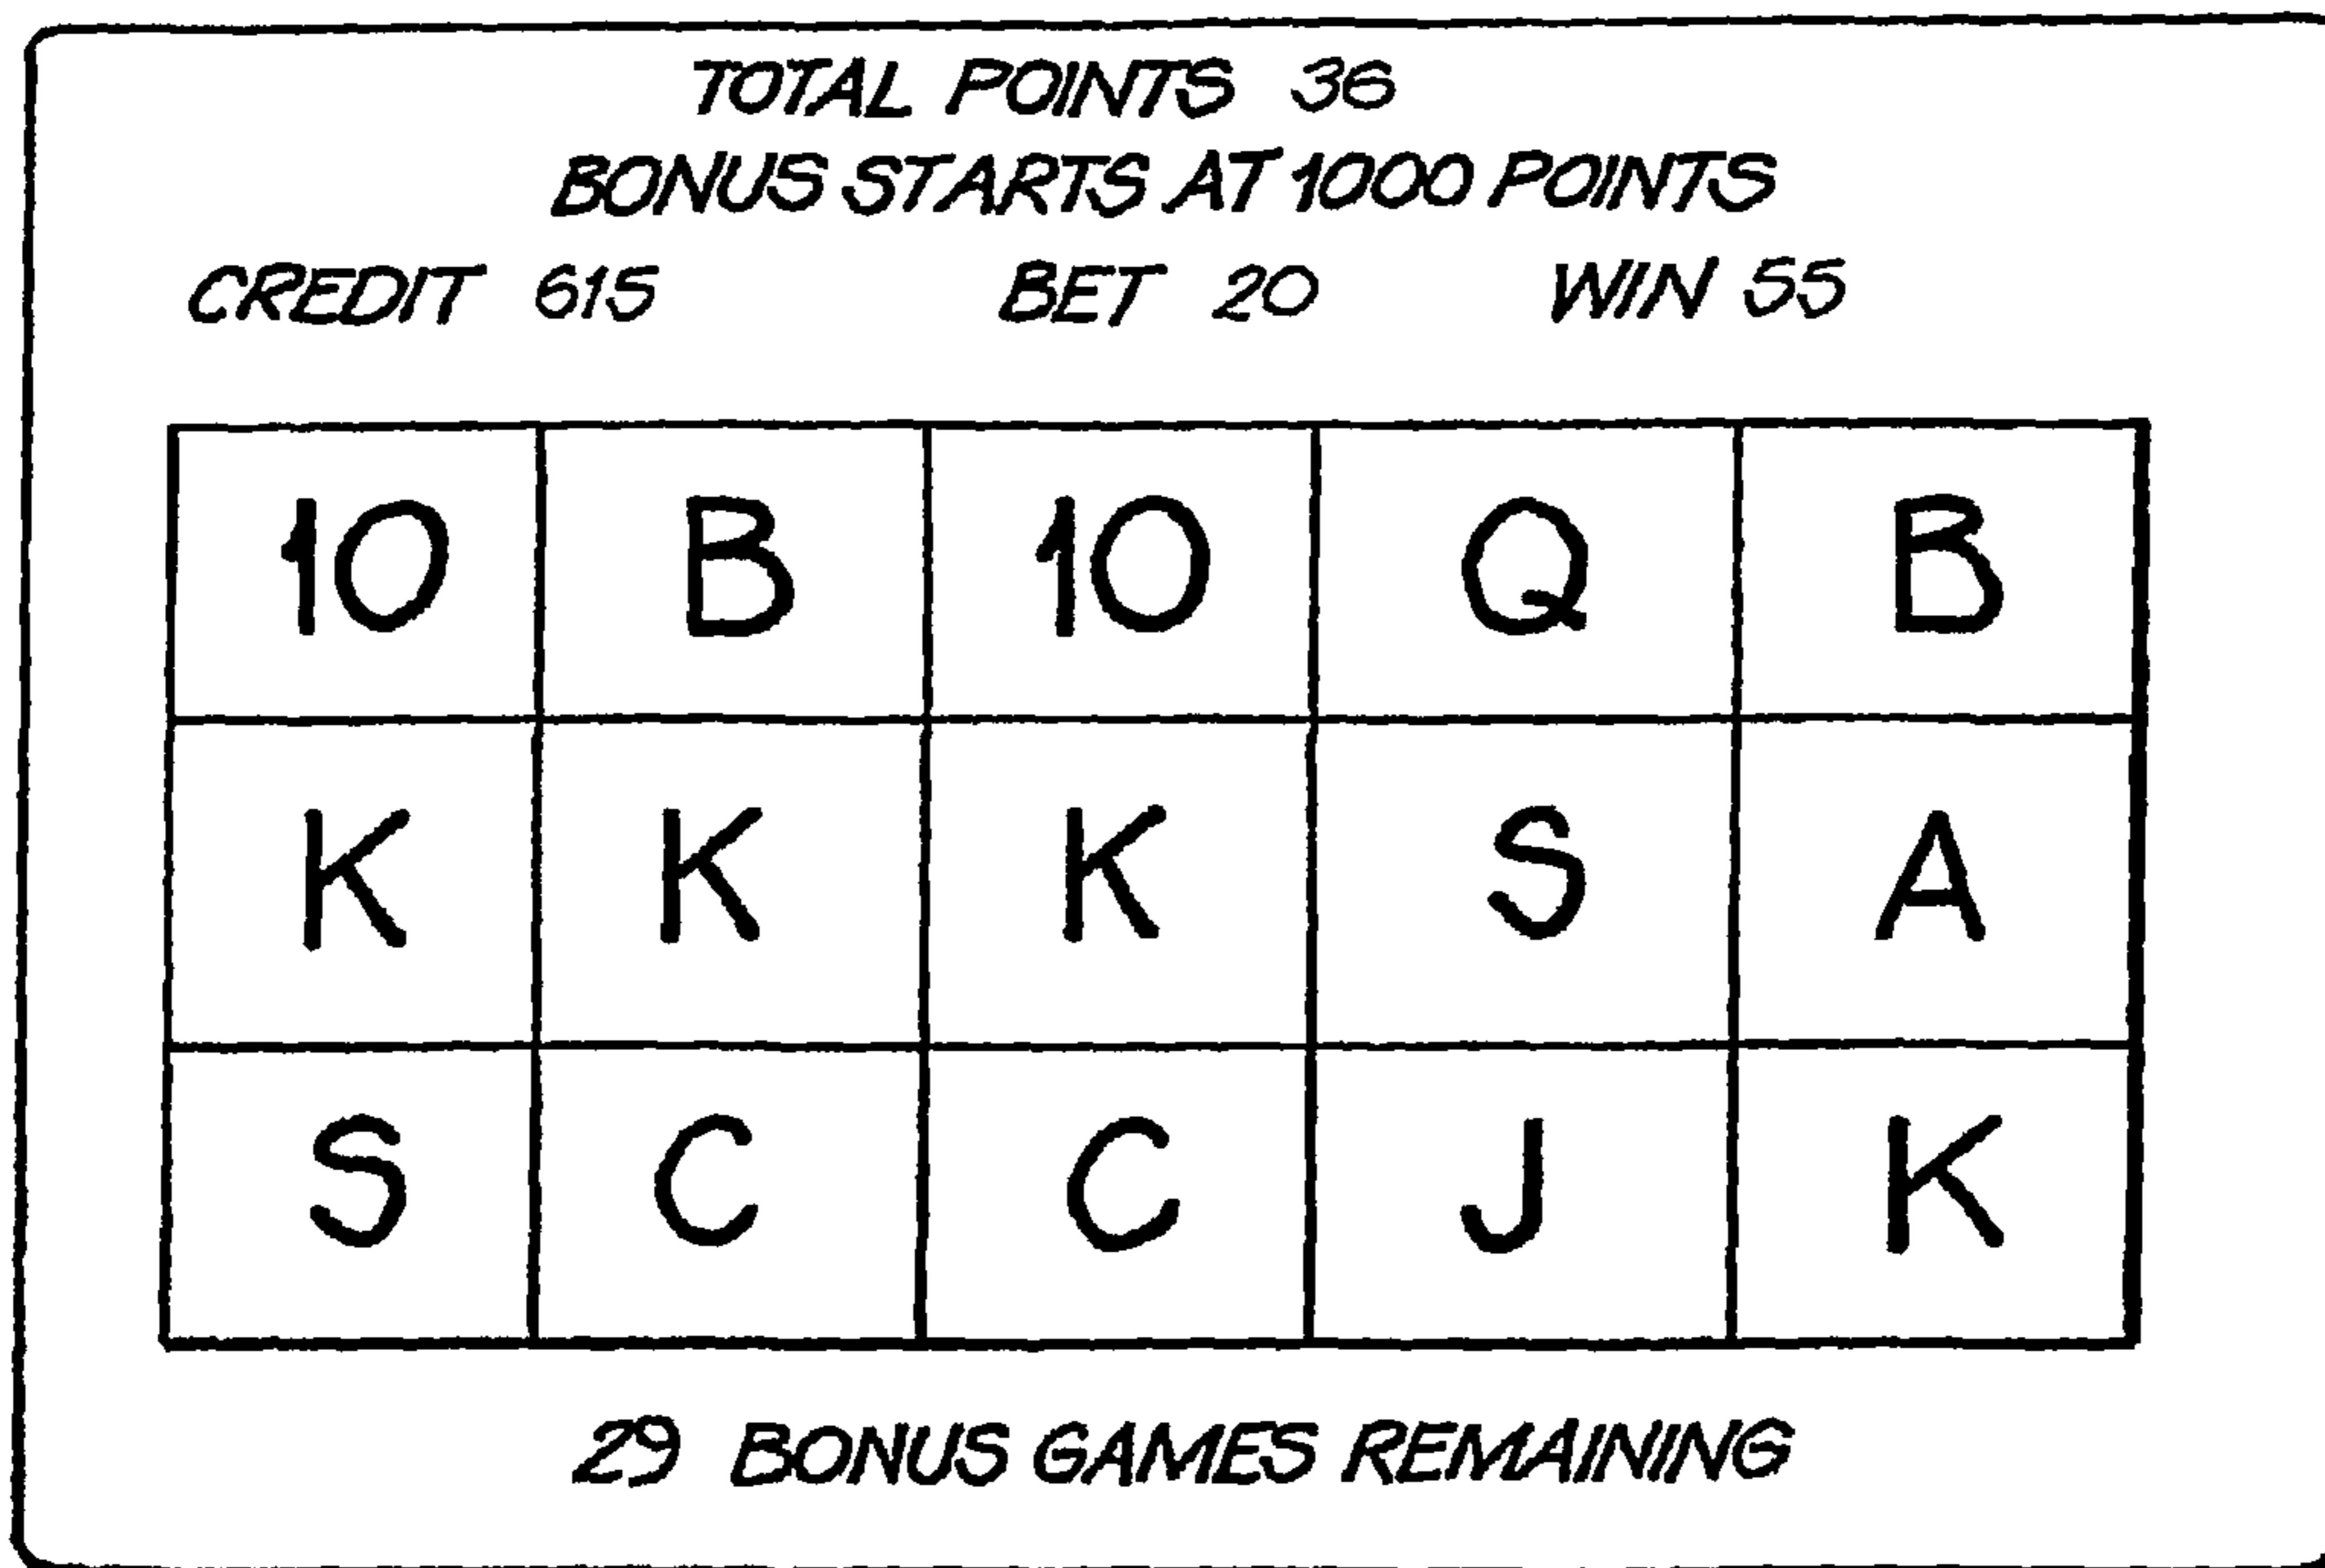 TOTAL POINTS 36
BONUS STARTS AT 1000 POINTS
CREDIT 615 BET 20 WIN 55
10 B 10 Q B
K K K S A
S C C J K
29 BONUS GAMES REMAINING